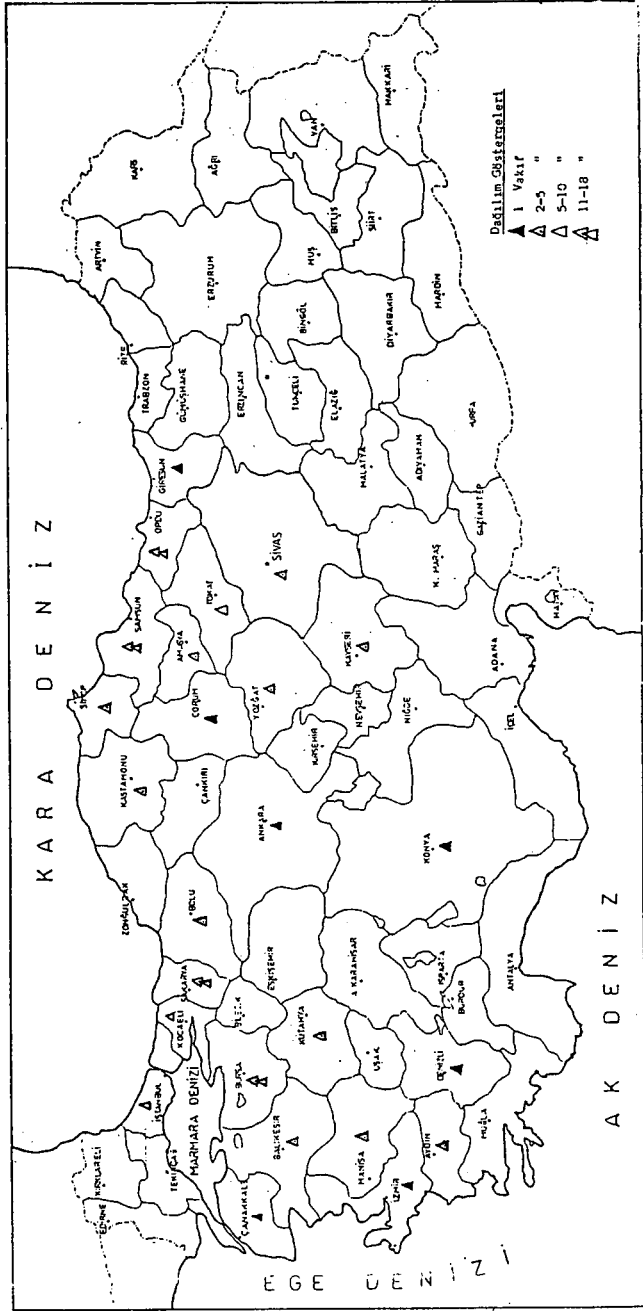 KARA DENİZ
MARMARA DENİZİ
EGE DENİZİ
AK DENİZ
EDİRNE
KIRKLARELİ
TEKİRDAĞ
İSTANBUL
ÇANAKKALE
BALIKESİR
BURSA
KOCAELİ
SAKARYA
BİLECİK
BOLU
ZONGULDAK
KASTAMONU
ÇANKIRI
SİNOP
SAMSUN
ÇORUM
AMASYA
TOKAT
ORDU
GİRESUN
GÜMÜŞHANE
TRABZON
RİZE
ARTVİN
KARS
AĞRI
ERZURUM
ERZİNCAN
TUNÇELİ
BİNGÖL
MUŞ
BİTLİS
VAN
HAKKARİ
SİİRT
MARDİN
DİYARBAKIR
ELAZIĞ
MALATYA
ADIYAMAN
URFA
GAZİANTEP
K. MARAŞ
HATAY
ADANA
İÇEL
NİĞDE
NEVŞEHİR
KAYSERİ
SİVAS
YOZGAT
KIRŞEHİR
ANKARA
KONYA
ESKİŞEHİR
KÜTAHYA
A. KARAHİSAR
UŞAK
MANİSA
İZMİR
AYDIN
DENİZLİ
MUĞLA
BURDUR
ISPARTA
ANTALYA
Dağılım Göstergeleri
1 Vakıf
2-5 "
5-10 "
11-18 "